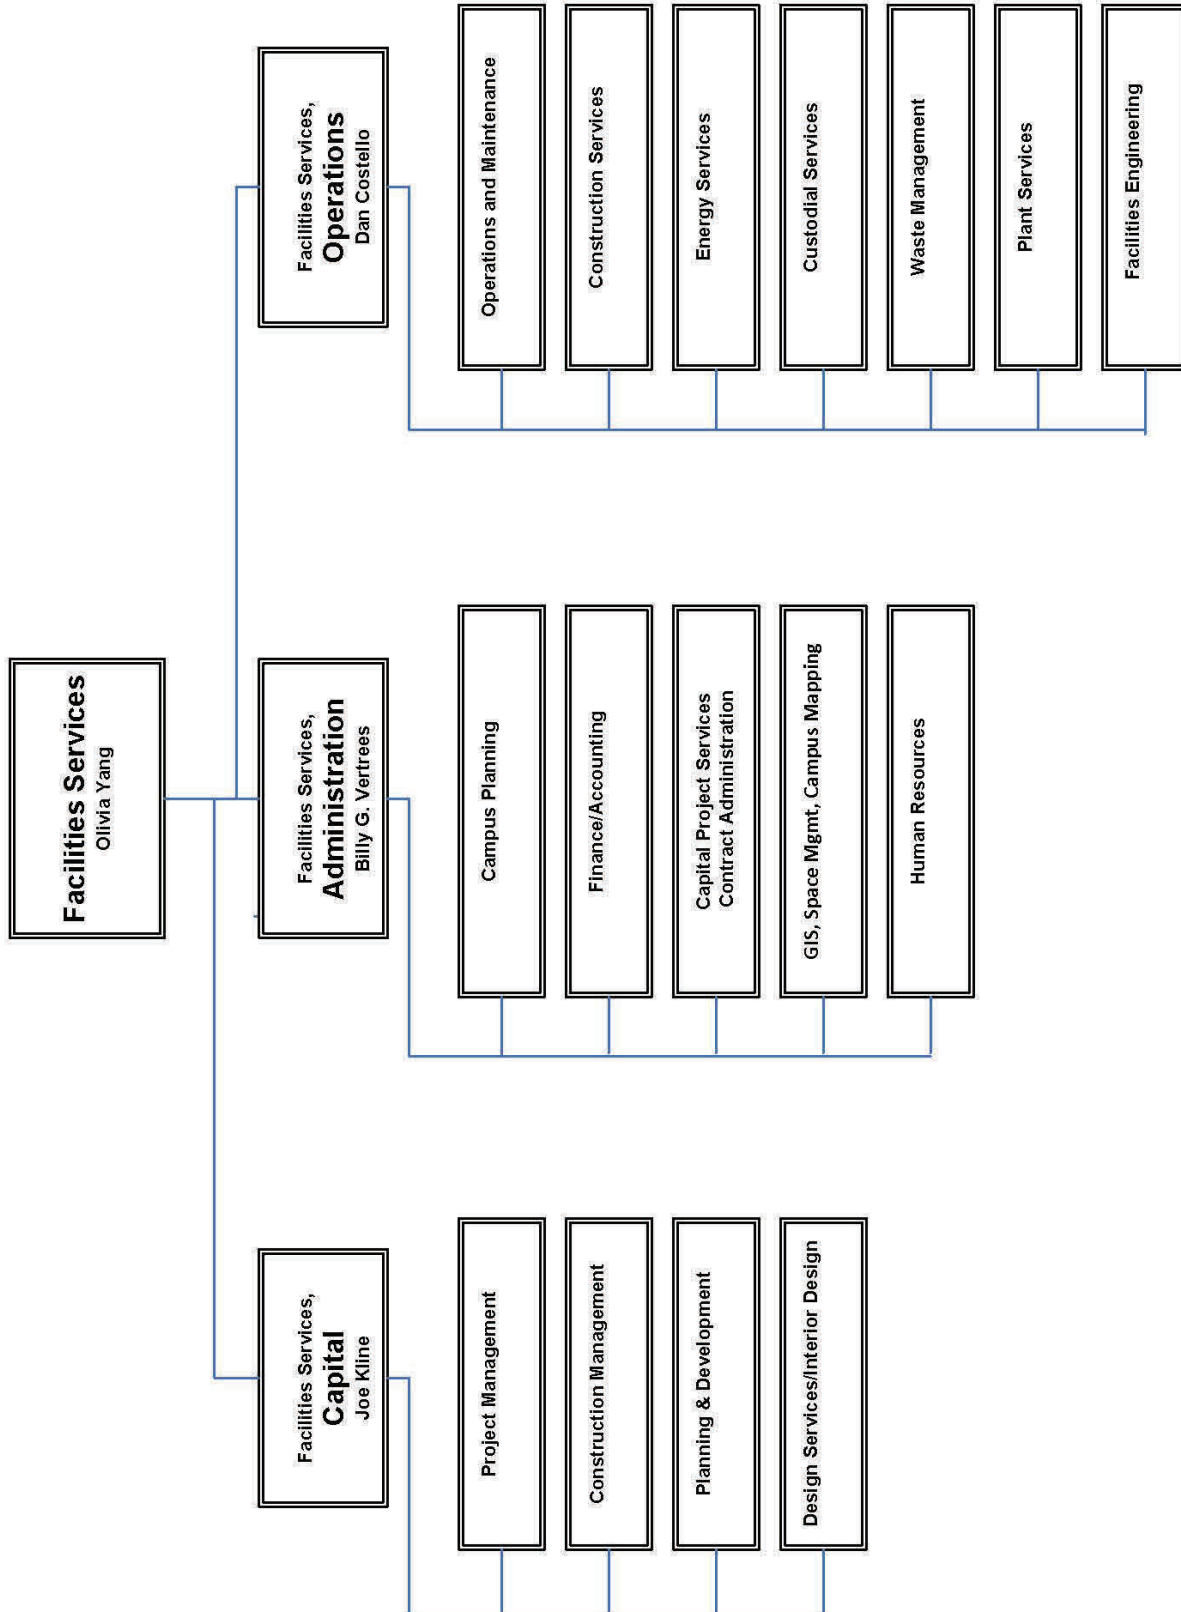 Facilities Services
Olivia Yang
Facilities Services,
Capital
Joe Kline
Project Management
Construction Management
Planning & Development
Design Services/Interior Design
Facilities Services,
Administration
Billy G. Vertrees
Campus Planning
Finance/Accounting
Capital Project Services
Contract Administration
GIS, Space Mgmt, Campus Mapping
Human Resources
Facilities Services,
Operations
Dan Costello
Operations and Maintenance
Construction Services
Energy Services
Custodial Services
Waste Management
Plant Services
Facilities Engineering